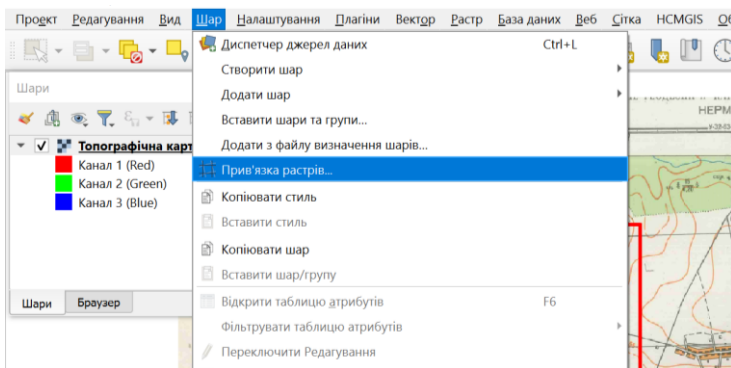 Проект Редагування Вид Шар Налаштування Плагіни Вектор Растр База даних Веб Сітка HCMGIS
Диспетчер джерел даних Ctrl+L
Створити шар
Додати шар
Вставити шари та групи...
Додати з файлу визначення шарів...
Прив'язка растрів...
Копіювати стиль
Вставити стиль
Копіювати шар
Вставити шар/групу
Відкрити таблицю атрибутів F6
Фільтрувати таблицю атрибутів
Переключити Редагування
Шари
Топографічна карт
Канал 1 (Red)
Канал 2 (Green)
Канал 3 (Blue)
Шари Браузер
НЕРМ